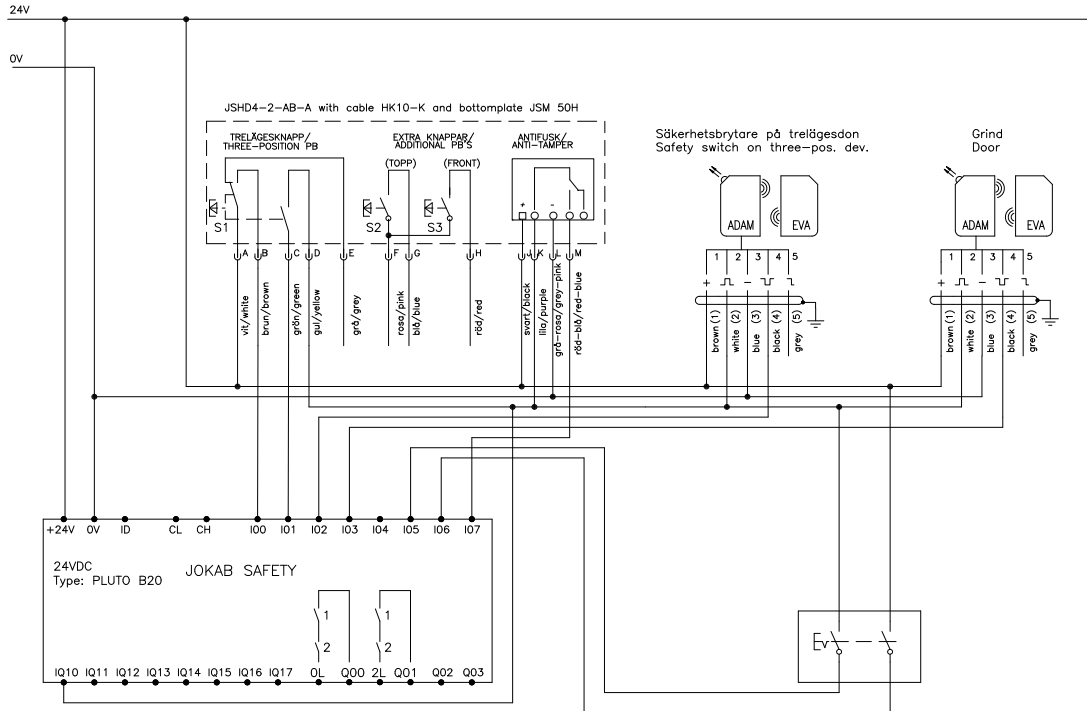 24V
0V
JSHD4-2-AB-A with cable HK10-K and bottomplate JSM 50H
TRELÄGESKNAPP/
THREE-POSITION PB
EXTRA KNAPPAR/
ADDITIONAL PB'S
(TOPP) (FRONT)
ANTIFUSK/
ANTI-TAMPER
+ -
S1 S2 S3
A B C D E F G H J K L M
vit/white
brun/brown
grön/green
gul/yellow
grå/grey
rosa/pink
blå/blue
röd/red
svart/black
lila/purple
grå-rosa/grey-pink
röd-blå/red-blue
Säkerhetsbrytare på trelägesdon
Safety switch on three-pos. dev.
ADAM EVA
1 2 3 4 5
+ -
brown (1)
white (2)
blue (3)
black (4)
grey (5)
Grind
Door
ADAM EVA
1 2 3 4 5
+ -
brown (1)
white (2)
blue (3)
black (4)
grey (5)
+24V 0V ID CL CH I00 I01 I02 I03 I04 I05 I06 I07
24VDC
Type: PLUTO B20
JOKAB SAFETY
1 1
2 2
IQ10 IQ11 IQ12 IQ13 IQ14 IQ15 IQ16 IQ17 0L Q00 2L Q01 Q02 Q03